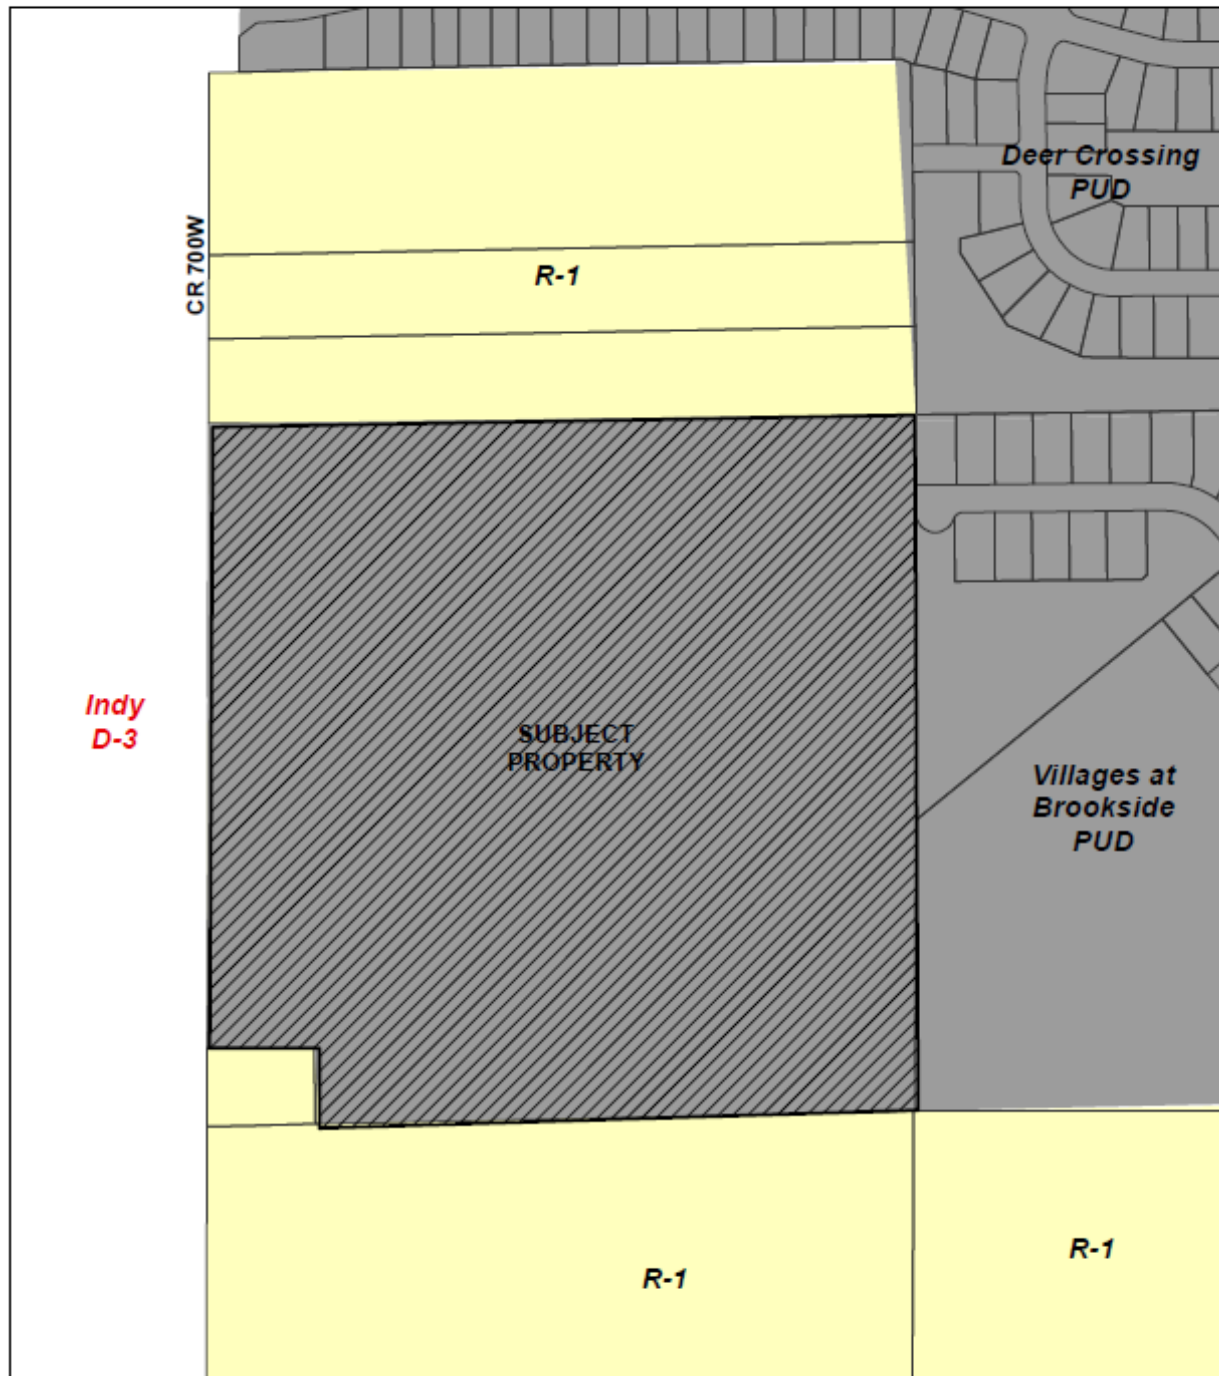 Deer Crossing
PUD
CR 700W
R-1
Indy
D-3
SUBJECT
PROPERTY
Villages at
Brookside
PUD
R-1
R-1